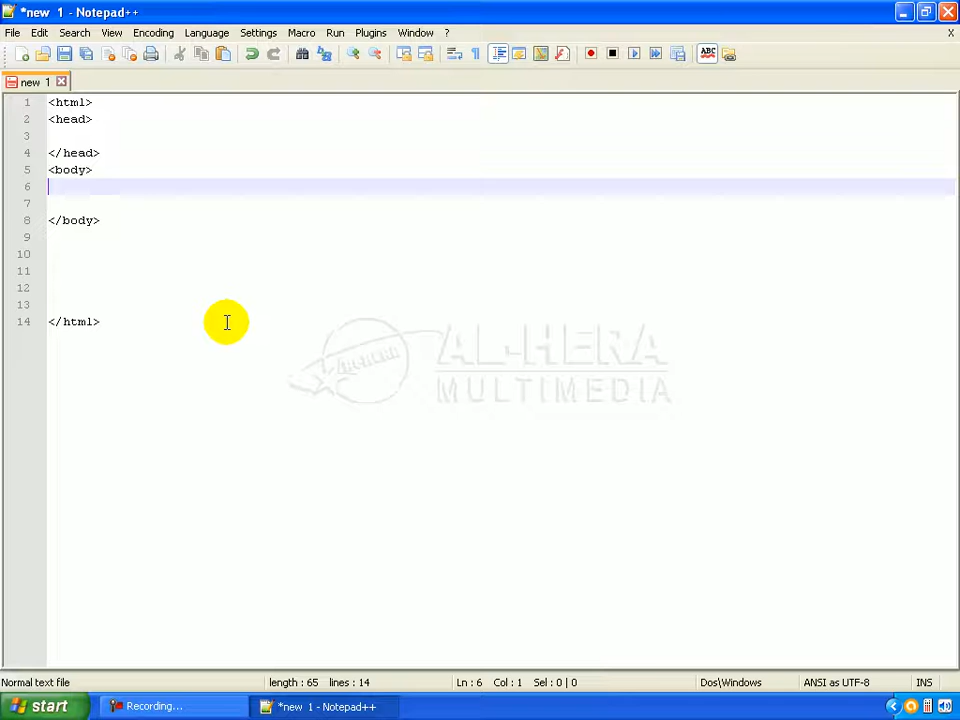 *new 1 - Notepad++
File Edit Search View Encoding Language Settings Macro Run Plugins Window ? X
ABC
new 1
1 <html>
2 <head>
3
4 </head>
5 <body>
6
7
8 </body>
9
10
11
12
13
14 </html>
AL-HERA
MULTIMEDIA
Normal text file length : 65 lines : 14 Ln : 6 Col : 1 Sel : 0 | 0 Dos\Windows ANSI as UTF-8 INS
start Recording... *new 1 - Notepad++